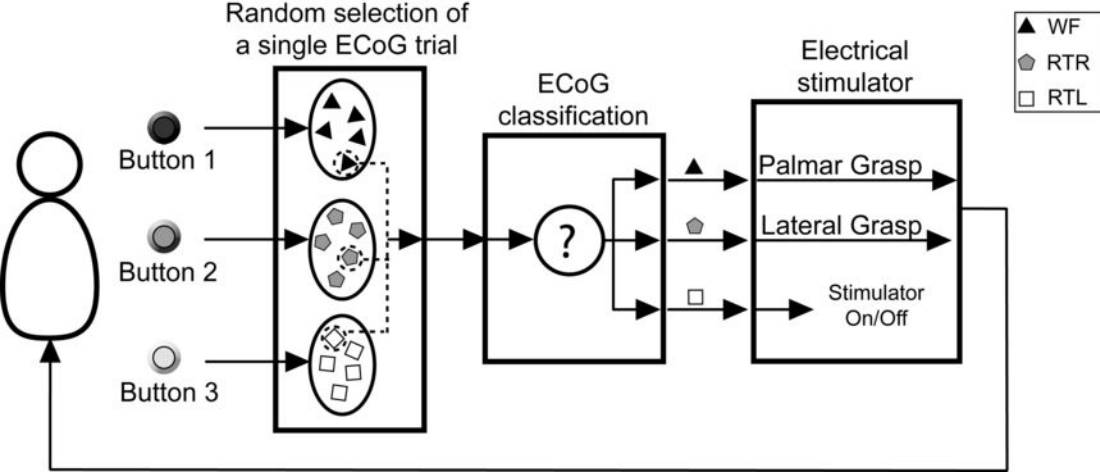 Random selection of
a single ECoG trial
Button 1
Button 2
Button 3
ECoG
classification
?
Electrical
stimulator
Palmar Grasp
Lateral Grasp
Stimulator
On/Off
WF
RTR
RTL